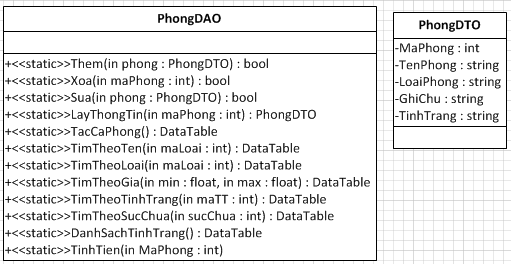 PhongDAO
+<<static>>Them(in phong : PhongDTO) : bool
+<<static>>Xoa(in maPhong : int) : bool
+<<static>>Sua(in phong : PhongDTO) : bool
+<<static>>LayThongTin(in maPhong : int) : PhongDTO
+<<static>>TacCaPhong() : DataTable
+<<static>>TimTheoTen(in maLoai : int) : DataTable
+<<static>>TimTheoLoai(in maLoai : int) : DataTable
+<<static>>TimTheoGia(in min : float, in max : float) : DataTable
+<<static>>TimTheoTinhTrang(in maTT : int) : DataTable
+<<static>>TimTheoSucChua(in sucChua : int) : DataTable
+<<static>>DanhSachTinhTrang() : DataTable
+<<static>>TinhTien(in MaPhong : int)
PhongDTO
-MaPhong : int
-TenPhong : string
-LoaiPhong : string
-GhiChu : string
-TinhTrang : string